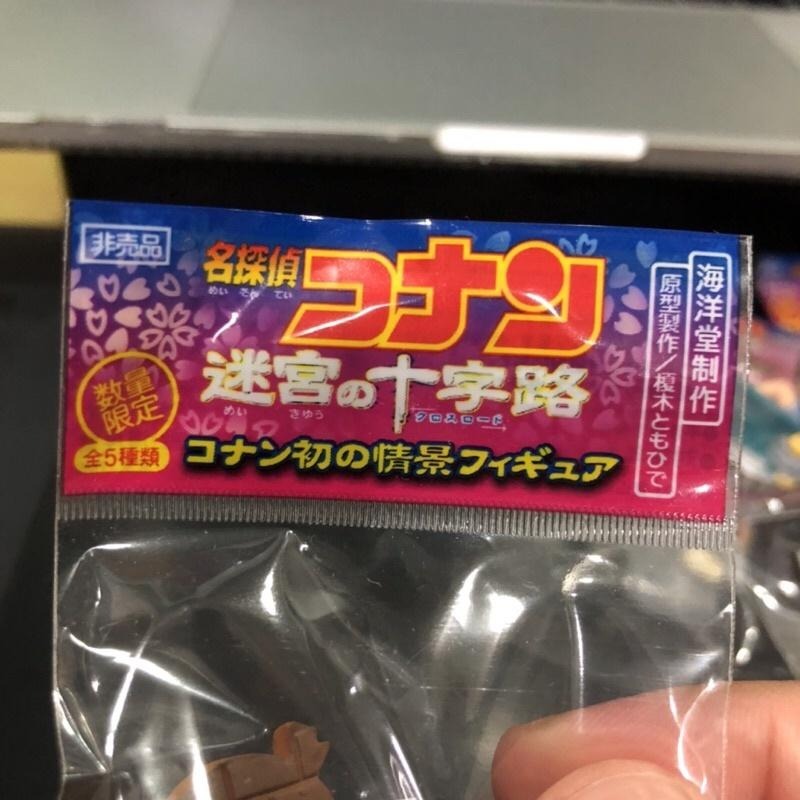 非売品
名探偵
めい たん てい
コナン
迷宮の十字路
めい きゅう
クロスロード
数量
限定
全5種類
コナン初の情景フィギュア
海洋堂制作
原型製作/榎木ともひで